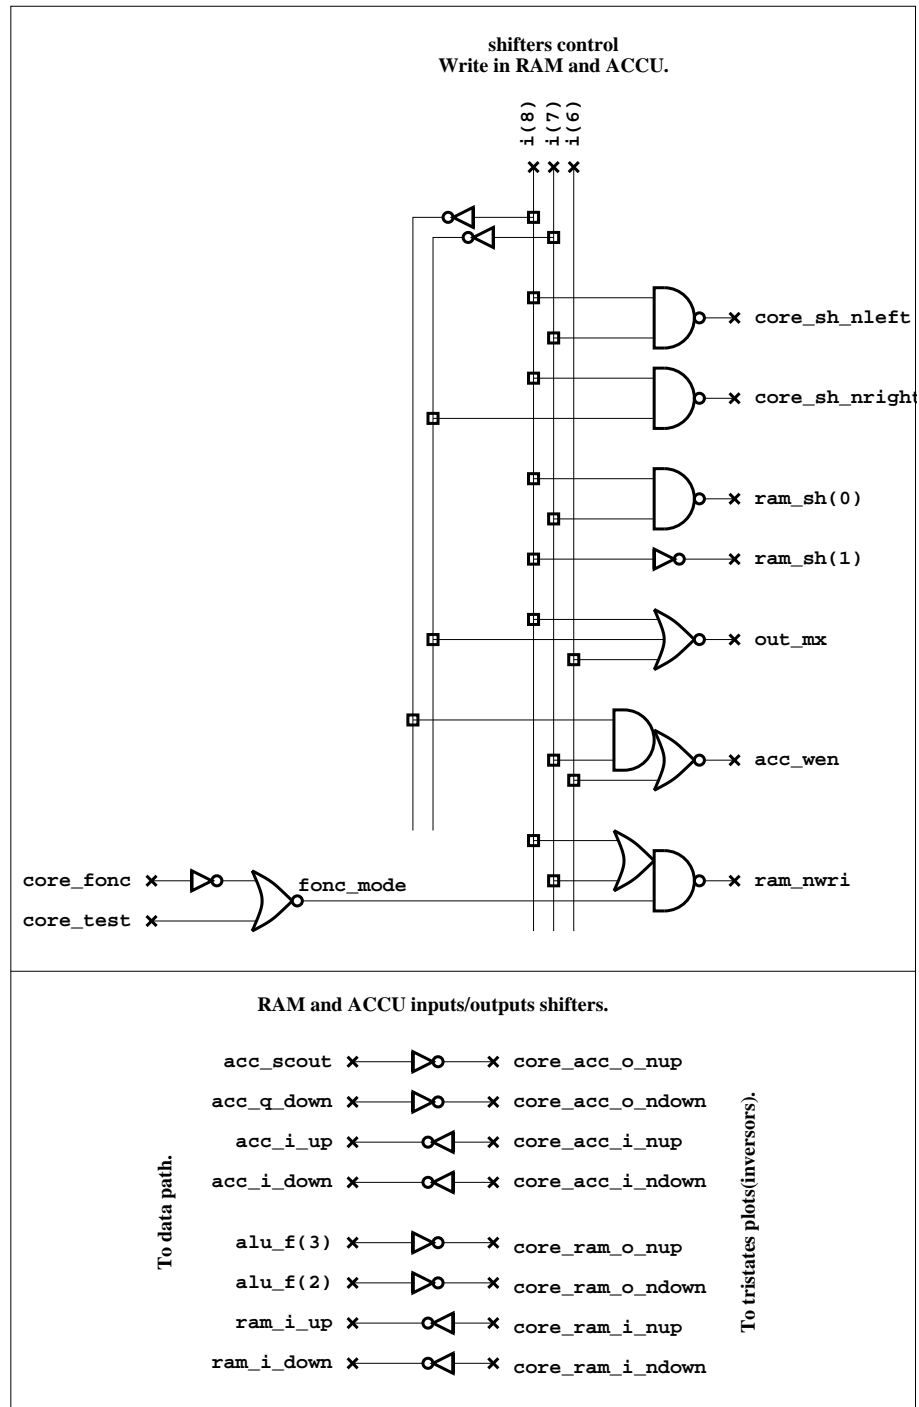 shifters control
Write in RAM and ACCU.
i(8)
i(7)
i(6)
core_sh_nleft
core_sh_nright
ram_sh(0)
ram_sh(1)
out_mx
acc_wen
core_fonc
fonc_mode
ram_nwri
core_test
RAM and ACCU inputs/outputs shifters.
acc_scout core_acc_o_nup
acc_q_down core_acc_o_ndown
acc_i_up core_acc_i_nup
acc_i_down core_acc_i_ndown
alu_f(3) core_ram_o_nup
alu_f(2) core_ram_o_ndown
ram_i_up core_ram_i_nup
ram_i_down core_ram_i_ndown
To data path.
To tristates plots(inversors).